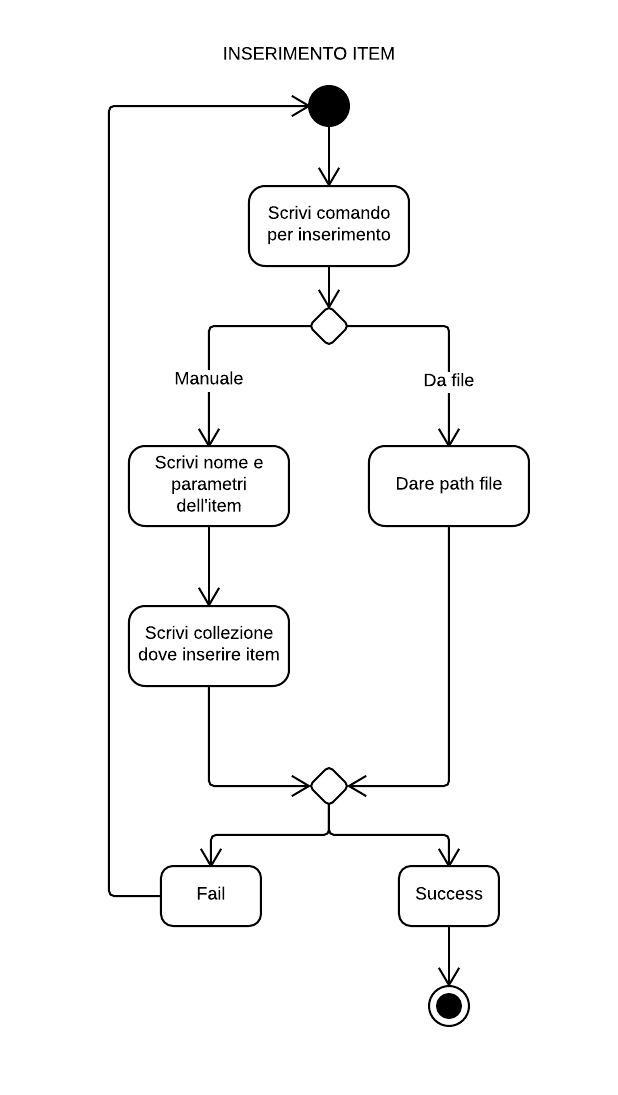 INSERIMENTO ITEM
Scrivi comando
per inserimento
Manuale
Da file
Scrivi nome e
parametri
dell'item
Dare path file
Scrivi collezione
dove inserire item
Fail
Success